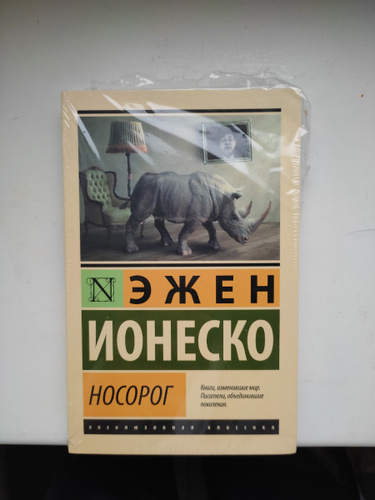 N ЭЖЕН
ИОНЕСКО
НОСОРОГ
Книги, изменившие мир.
Писатели, объединившие
поколения.
ЭКСКЛЮЗИВНАЯ КЛАССИКА